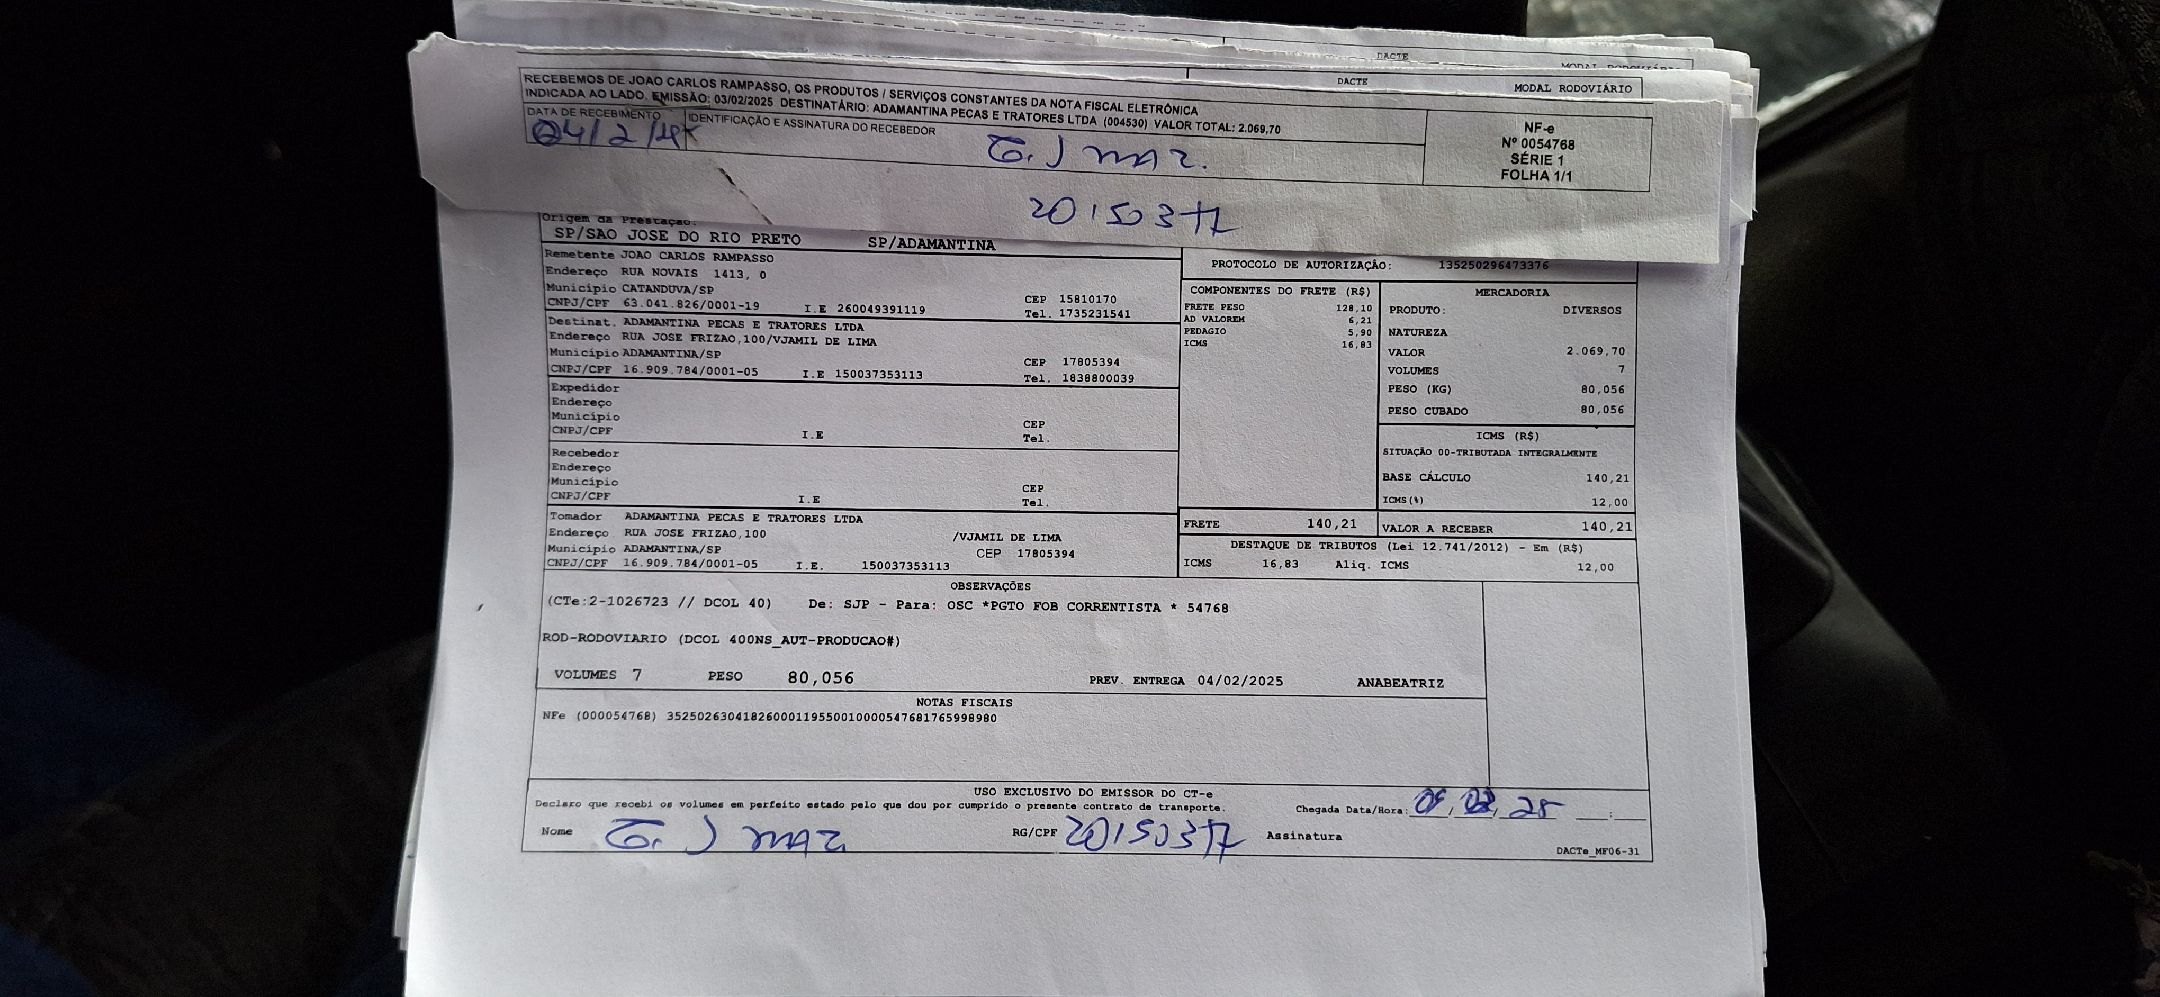 DACTE
DACTE
MODAL RODOVIÁRIO
RECEBEMOS DE JOAO CARLOS RAMPASSO, OS PRODUTOS / SERVIÇOS CONSTANTES DA NOTA FISCAL ELETRÔNICA
INDICADA AO LADO. EMISSÃO: 03/02/2025 DESTINATÁRIO: ADAMANTINA PECAS E TRATORES LTDA (004530) VALOR TOTAL: 2.069,70
DATA DE RECEBIMENTO IDENTIFICAÇÃO E ASSINATURA DO RECEBEDOR
NF-e
Nº 0054768
SÉRIE 1
FOLHA 1/1
Origem da Prestação:
SP/SAO JOSE DO RIO PRETO SP/ADAMANTINA
Remetente JOAO CARLOS RAMPASSO
Endereço RUA NOVAIS 1413, 0
Município CATANDUVA/SP CEP 15810170
CNPJ/CPF 63.041.826/0001-19 I.E 260049391119 Tel. 1735231541
Destinat. ADAMANTINA PECAS E TRATORES LTDA
Endereço RUA JOSE FRIZAO,100/VJAMIL DE LIMA
Município ADAMANTINA/SP CEP 17805394
CNPJ/CPF 16.909.784/0001-05 I.E 150037353113 Tel. 1838800039
Expedidor
Endereço
Município CEP
CNPJ/CPF I.E Tel.
Recebedor
Endereço
Município CEP
CNPJ/CPF I.E Tel.
Tomador ADAMANTINA PECAS E TRATORES LTDA
Endereço RUA JOSE FRIZAO,100 /VJAMIL DE LIMA
Município ADAMANTINA/SP CEP 17805394
CNPJ/CPF 16.909.784/0001-05 I.E. 150037353113
PROTOCOLO DE AUTORIZAÇÃO: 135250296473376
COMPONENTES DO FRETE (R$)
FRETE PESO 128,10
AD VALOREM 6,21
PEDAGIO 5,90
ICMS 16,83
MERCADORIA
PRODUTO: DIVERSOS
NATUREZA
VALOR 2.069,70
VOLUMES 7
PESO (KG) 80,056
PESO CUBADO 80,056
ICMS (R$)
SITUAÇÃO 00-TRIBUTADA INTEGRALMENTE
BASE CÁLCULO 140,21
ICMS(%) 12,00
FRETE 140,21 VALOR A RECEBER 140,21
DESTAQUE DE TRIBUTOS (Lei 12.741/2012) - Em (R$)
ICMS 16,83 Aliq. ICMS 12,00
OBSERVAÇÕES
(CTe:2-1026723 // DCOL 40) De: SJP - Para: OSC *PGTO FOB CORRENTISTA * 54768
ROD-RODOVIARIO (DCOL 400NS_AUT-PRODUCAO#)
VOLUMES 7 PESO 80,056 PREV. ENTREGA 04/02/2025 ANABEATRIZ
NOTAS FISCAIS
NFe (000054768) 35250263041826000119550010000547681765998980
USO EXCLUSIVO DO EMISSOR DO CT-e
Declaro que recebi os volumes em perfeito estado pelo que dou por cumprido o presente contrato de transporte. Chegada Data/Hora:
Nome RG/CPF Assinatura
DACTe_MF06-31